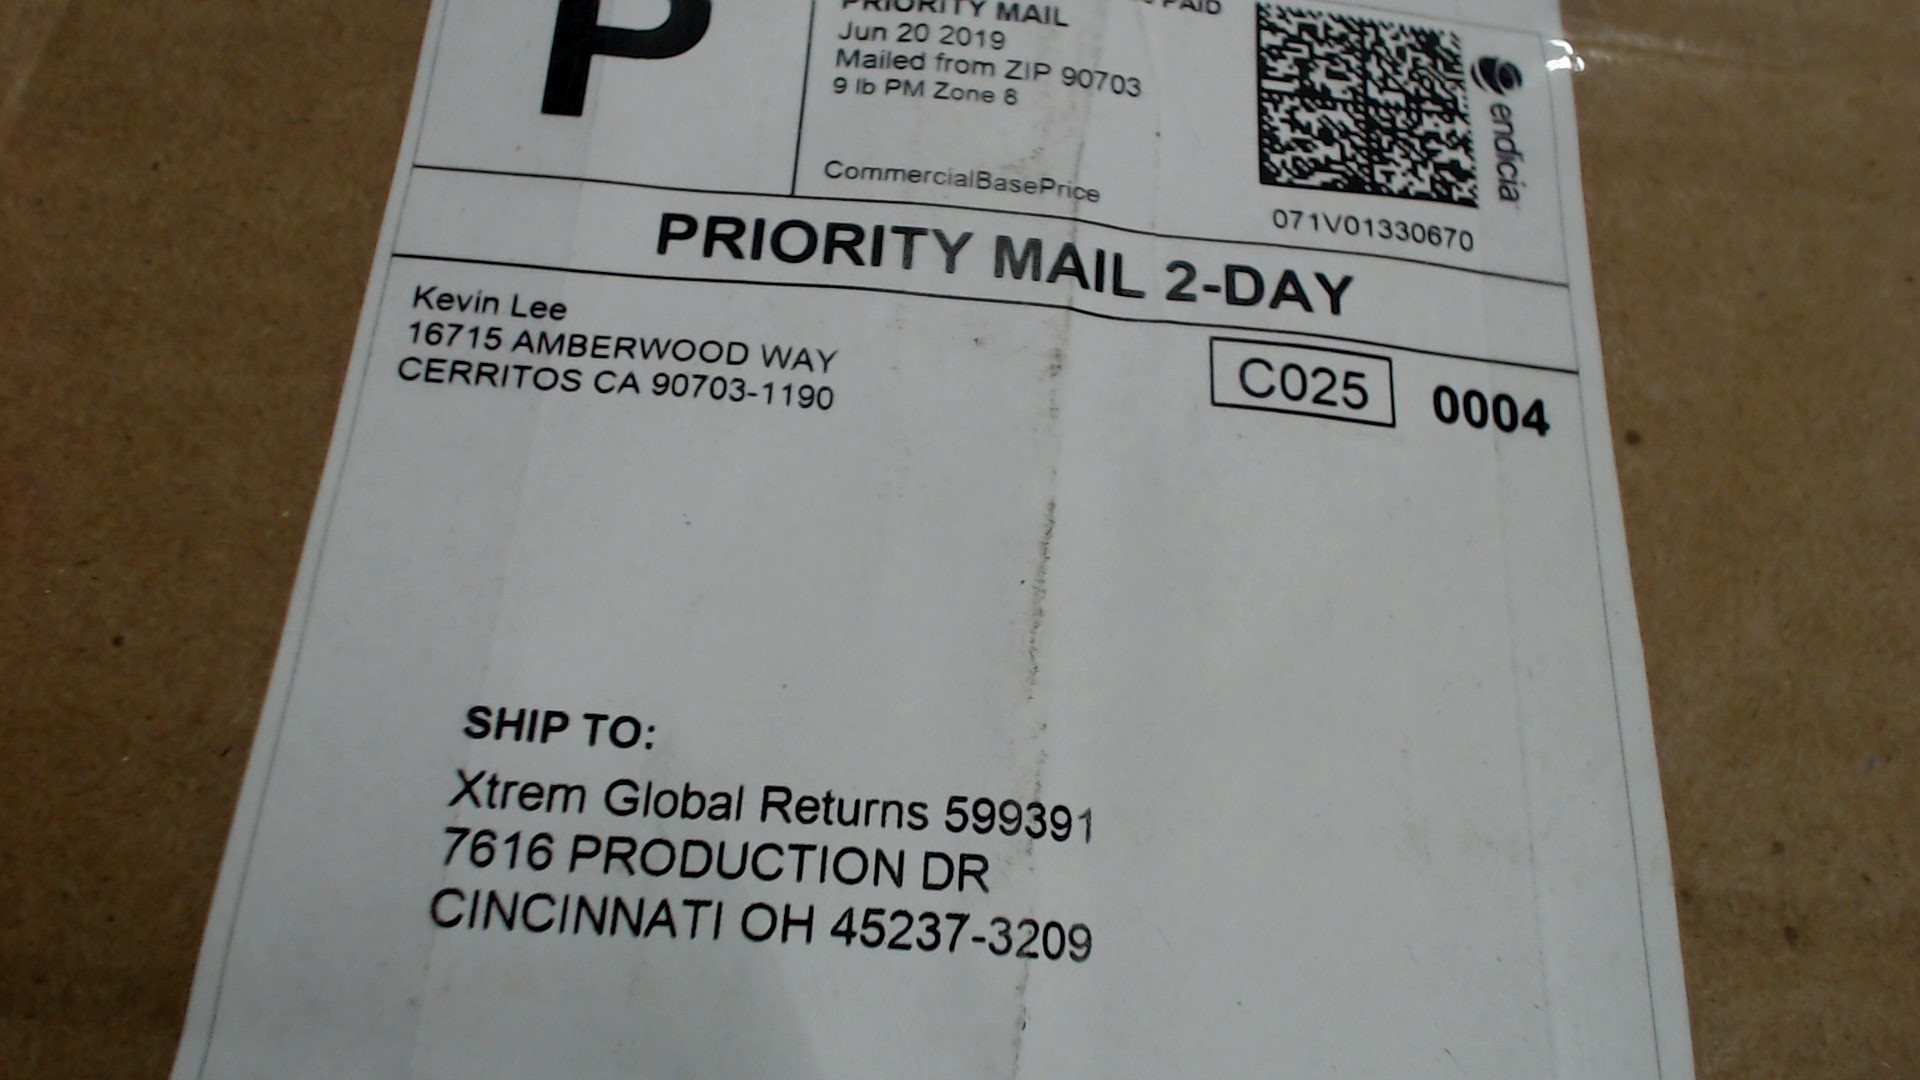 P
PRIORITY MAIL
PAID
Jun 20 2019
Mailed from ZIP 90703
9 lb PM Zone 8
CommercialBasePrice
endicia
071V01330670
PRIORITY MAIL 2-DAY
Kevin Lee
16715 AMBERWOOD WAY
CERRITOS CA 90703-1190
C025 0004
SHIP TO:
Xtrem Global Returns 599391
7616 PRODUCTION DR
CINCINNATI OH 45237-3209